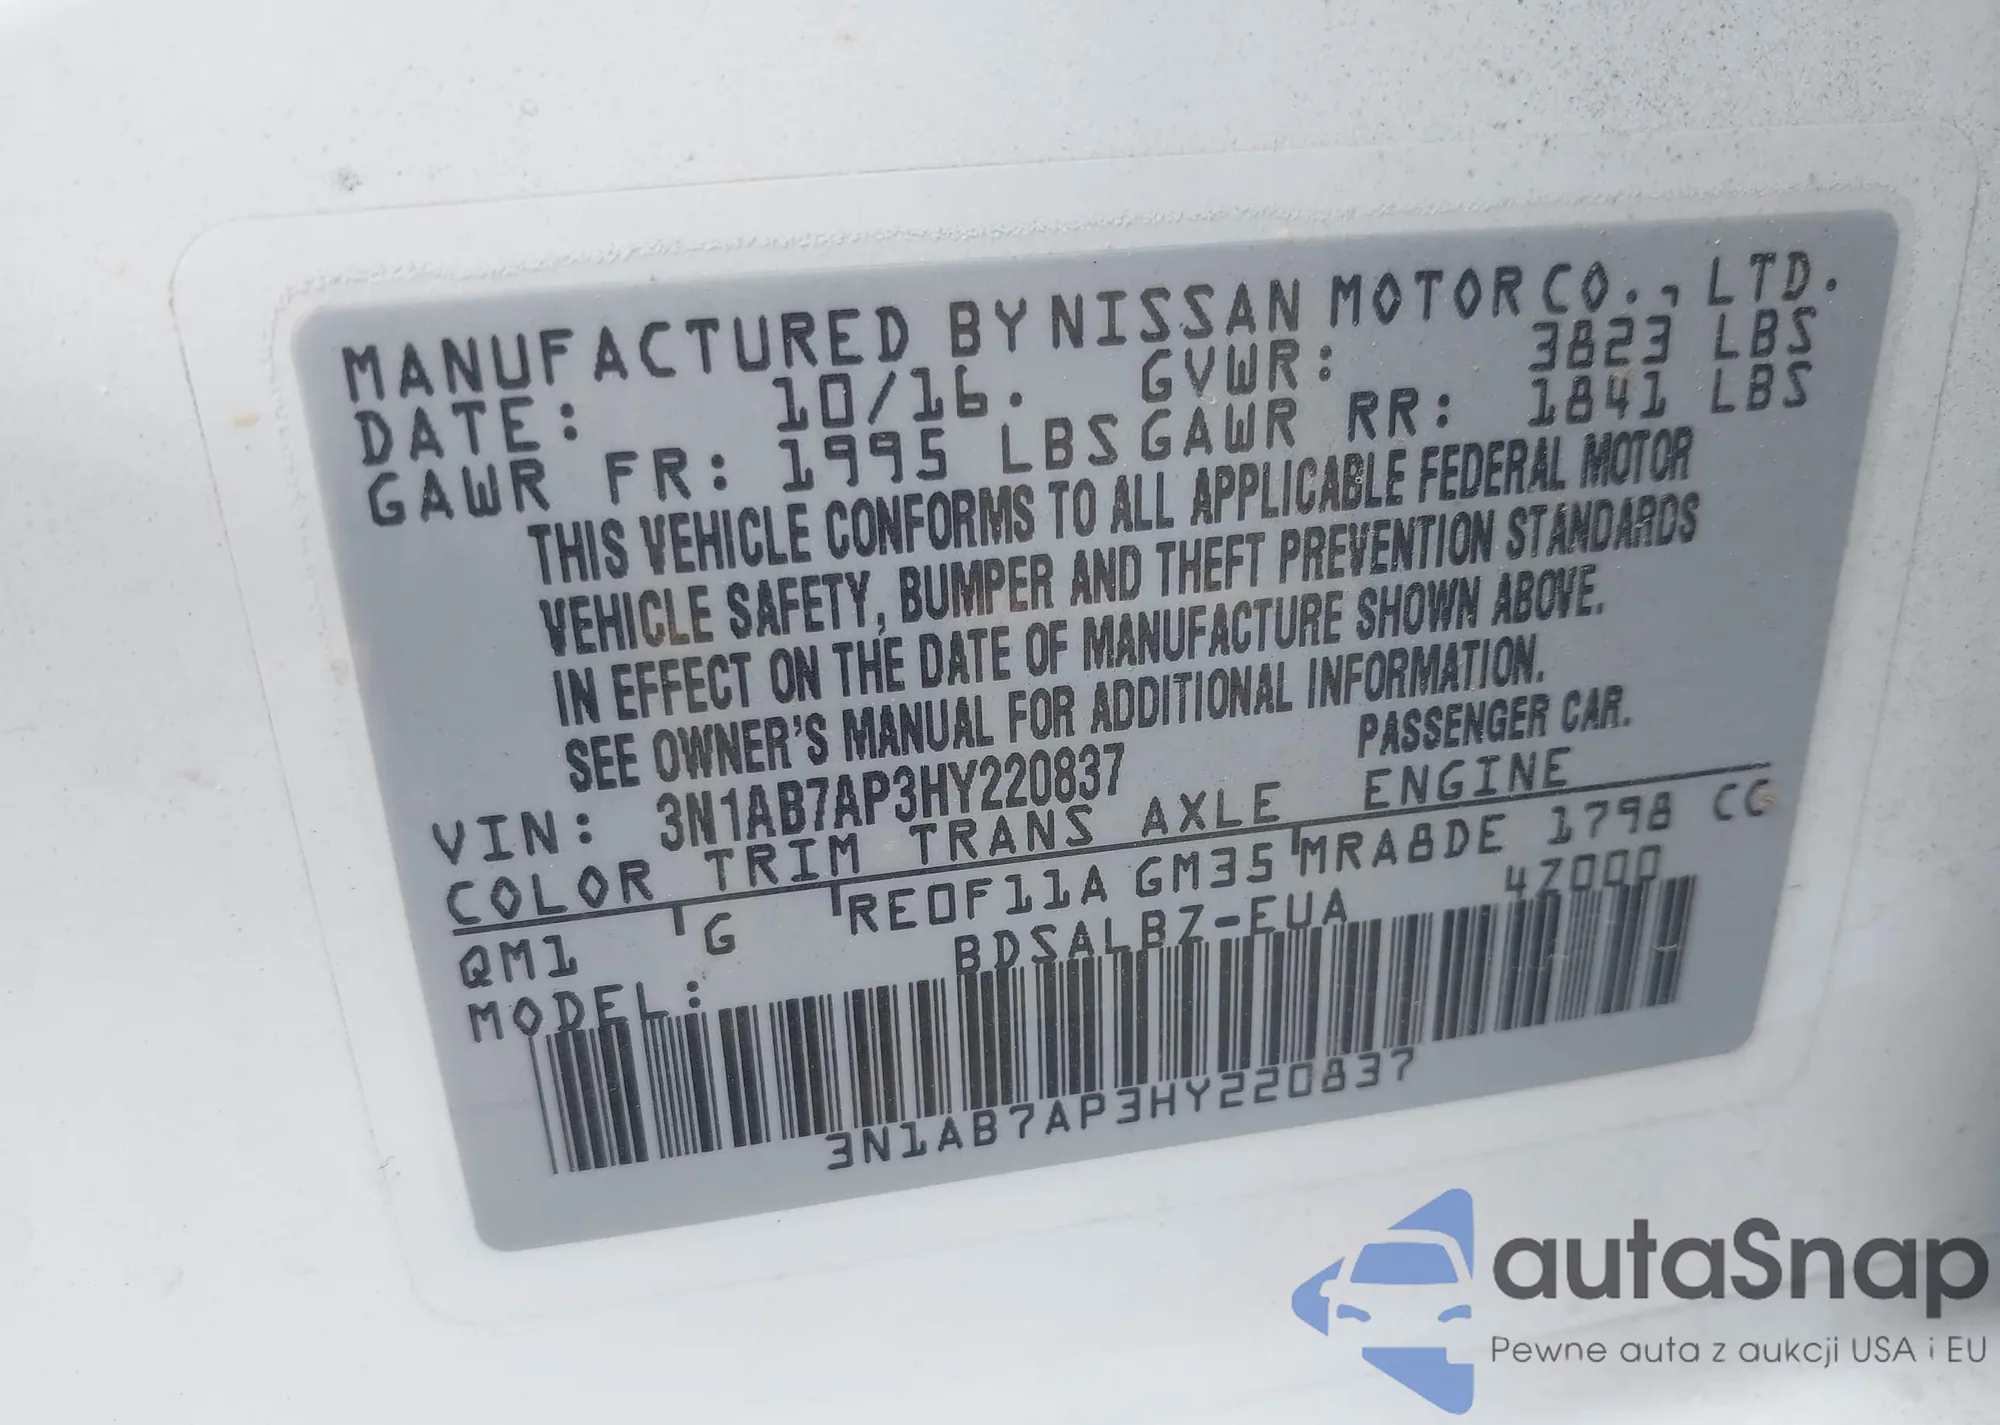 MANUFACTURED BY NISSAN MOTOR CO., LTD.
DATE: 10/16. GVWR: 3823 LBS
GAWR FR: 1995 LBS GAWR RR: 1841 LBS
THIS VEHICLE CONFORMS TO ALL APPLICABLE FEDERAL MOTOR
VEHICLE SAFETY, BUMPER AND THEFT PREVENTION STANDARDS
IN EFFECT ON THE DATE OF MANUFACTURE SHOWN ABOVE.
SEE OWNER'S MANUAL FOR ADDITIONAL INFORMATION.
VIN: 3N1AB7AP3HY220837 PASSENGER CAR.
COLOR TRIM TRANS AXLE ENGINE
QM1 G RE0F11A GM35 MRA8DE 1798 CC
MODEL: BDSALBZ-EUA 4Z000
3N1AB7AP3HY220837
autaSnap
Pewne auta z aukcji USA i EU